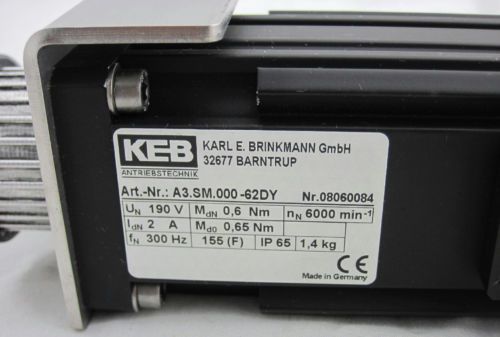 KEB
ANTRIEBSTECHNIK
KARL E. BRINKMANN GmbH
32677 BARNTRUP
Art.-Nr.: A3.SM.000-62DY Nr.08060084
UN 190 V MdN 0,6 Nm nN 6000 min-1
IdN 2 A Md0 0,65 Nm
fN 300 Hz 155 (F) IP 65 1,4 kg
CE
Made in Germany